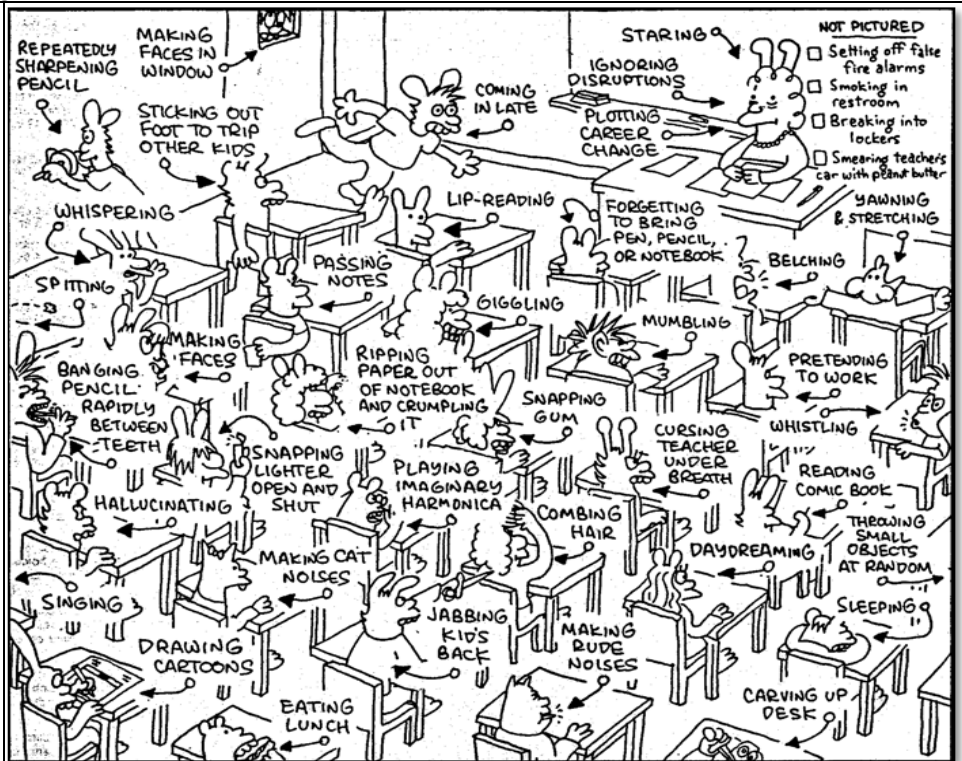 REPEATEDLY
SHARPENING
PENCIL
MAKING
FACES IN
WINDOW
STICKING OUT
FOOT TO TRIP
OTHER KIDS
COMING
IN LATE
STARING
IGNORING
DISRUPTIONS
PLOTTING
CAREER
CHANGE
NOT PICTURED
Setting off false
fire alarms
Smoking in
restroom
Breaking into
lockers
Smearing teacher's
car with peanut butter
WHISPERING
LIP-READING
FORGETTING
TO BRING
PEN, PENCIL,
OR NOTEBOOK
YAWNING
& STRETCHING
SPITTING
PASSING
NOTES
GIGGLING
BELCHING
MUMBLING
MAKING
FACES
BANGING
PENCIL
RAPIDLY
BETWEEN
TEETH
RIPPING
PAPER OUT
OF NOTEBOOK
AND CRUMPLING
IT
SNAPPING
GUM
PRETENDING
TO WORK
WHISTLING
SNAPPING
LIGHTER
OPEN AND
SHUT
PLAYING
IMAGINARY
HARMONICA
CURSING
TEACHER
UNDER
BREATH
READING
COMIC BOOK
HALLUCINATING
COMBING
HAIR
THROWING
SMALL
OBJECTS
AT RANDOM
MAKING CAT
NOISES
DAYDREAMING
SINGING
JABBING
KID'S
BACK
SLEEPING
DRAWING
CARTOONS
MAKING
RUDE
NOISES
EATING
LUNCH
CARVING UP
DESK